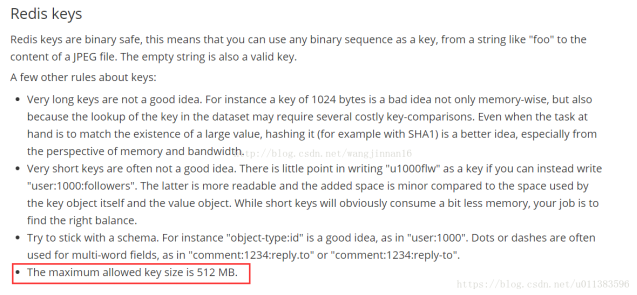 Redis keys
Redis keys are binary safe, this means that you can use any binary sequence as a key, from a string like "foo" to the
content of a JPEG file. The empty string is also a valid key.
A few other rules about keys:
• Very long keys are not a good idea. For instance a key of 1024 bytes is a bad idea not only memory-wise, but also
because the lookup of the key in the dataset may require several costly key-comparisons. Even when the task at
hand is to match the existence of a large value, hashing it (for example with SHA1) is a better idea, especially from
the perspective of memory and bandwidth.
http://blog.csdn.net/wangjinnan16
• Very short keys are often not a good idea. There is little point in writing "u1000flw" as a key if you can instead write
"user:1000:followers". The latter is more readable and the added space is minor compared to the space used by
the key object itself and the value object. While short keys will obviously consume a bit less memory, your job is to
find the right balance.
• Try to stick with a schema. For instance "object-type:id" is a good idea, as in "user:1000". Dots or dashes are often
used for multi-word fields, as in "comment:1234:reply.to" or "comment:1234:reply-to".
• The maximum allowed key size is 512 MB.
https://blog.csdn.net/u011383596